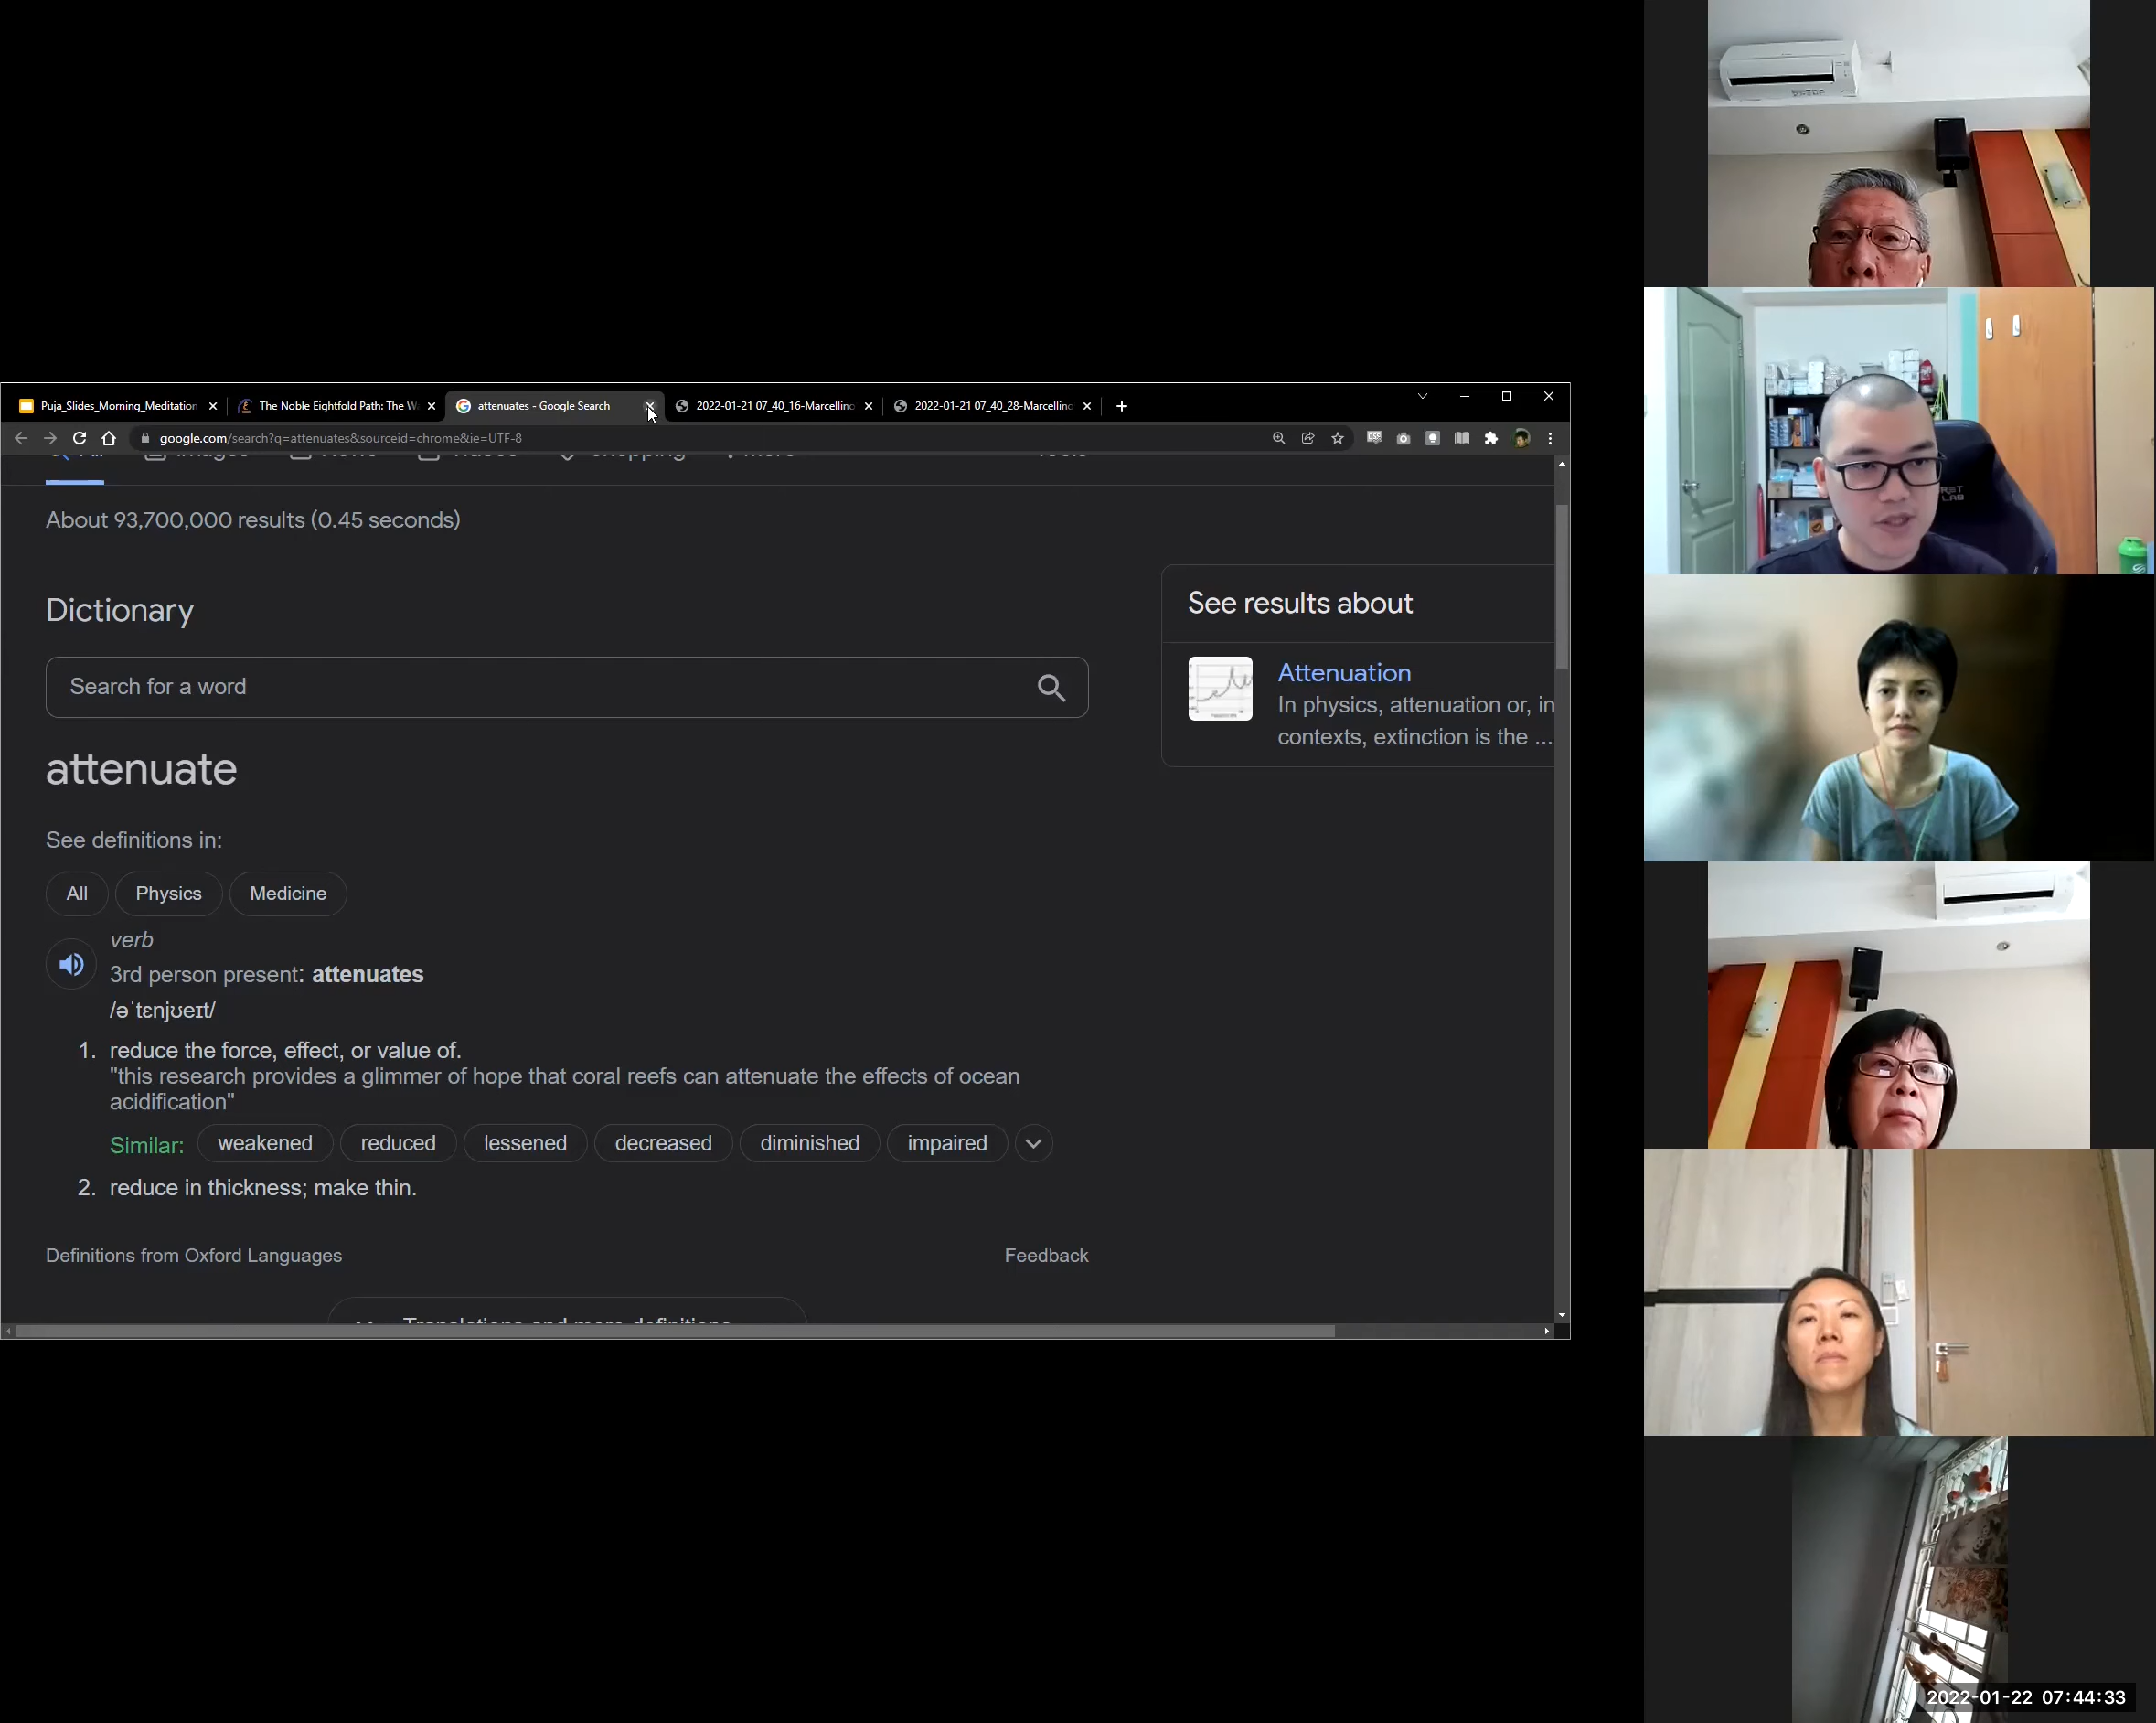 Puja_Slides_Morning_Meditation
The Noble Eightfold Path: The W
attenuates - Google Search
2022-01-21 07_40_16-Marcellino
2022-01-21 07_40_28-Marcellino
google.com/search?q=attenuates&sourceid=chrome&ie=UTF-8
About 93,700,000 results (0.45 seconds)
Dictionary
Search for a word
attenuate
See definitions in:
All
Physics
Medicine
verb
3rd person present: attenuates
/əˈtɛnjʊeɪt/
1. reduce the force, effect, or value of.
"this research provides a glimmer of hope that coral reefs can attenuate the effects of ocean
acidification"
Similar: weakened reduced lessened decreased diminished impaired
2. reduce in thickness; make thin.
Definitions from Oxford Languages
Feedback
Translations and more definitions
See results about
Attenuation
In physics, attenuation or, in
contexts, extinction is the ...
2022-01-22 07:44:33